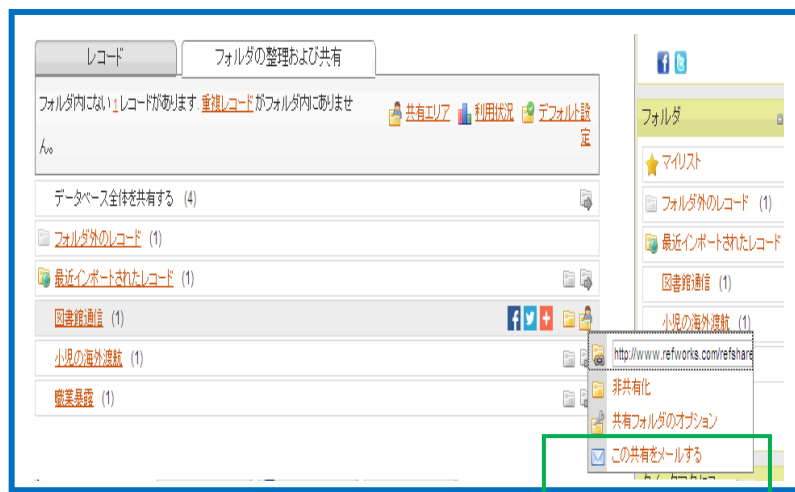 レコード
フォルダの整理および共有
フォルダ内にない 1 レコードがあります. 重複レコード がフォルダ内にありませ
ん。
共有エリア 利用状況 デフォルト設
定
データベース全体を共有する (4)
フォルダ外のレコード (1)
最近インポートされたレコード (1)
図書館通信 (1)
小児の海外渡航 (1)
職業暴露 (1)
http://www.refworks.com/refshare
非共有化
共有フォルダのオプション
この共有をメールする
フォルダ
マイリスト
フォルダ外のレコード (1)
最近インポートされたレコード
図書館通信 (1)
小児の海外渡航 (1)